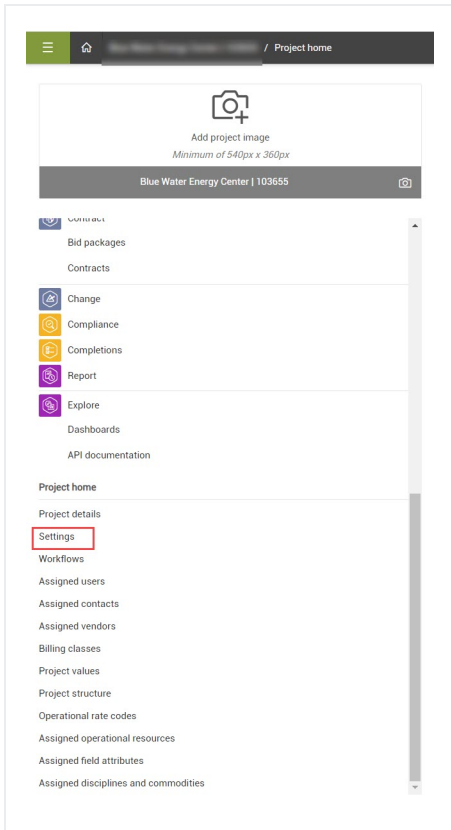 / Project home
Add project image
Minimum of 540px x 360px
Blue Water Energy Center | 103655
Contract
Bid packages
Contracts
Change
Compliance
Completions
Report
Explore
Dashboards
API documentation
Project home
Project details
Settings
Workflows
Assigned users
Assigned contacts
Assigned vendors
Billing classes
Project values
Project structure
Operational rate codes
Assigned operational resources
Assigned field attributes
Assigned disciplines and commodities